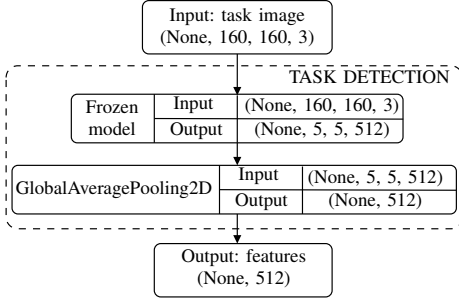 Input: task image
(None, 160, 160, 3)
TASK DETECTION
Frozen model
Input (None, 160, 160, 3)
Output (None, 5, 5, 512)
GlobalAveragePooling2D
Input (None, 5, 5, 512)
Output (None, 512)
Output: features
(None, 512)